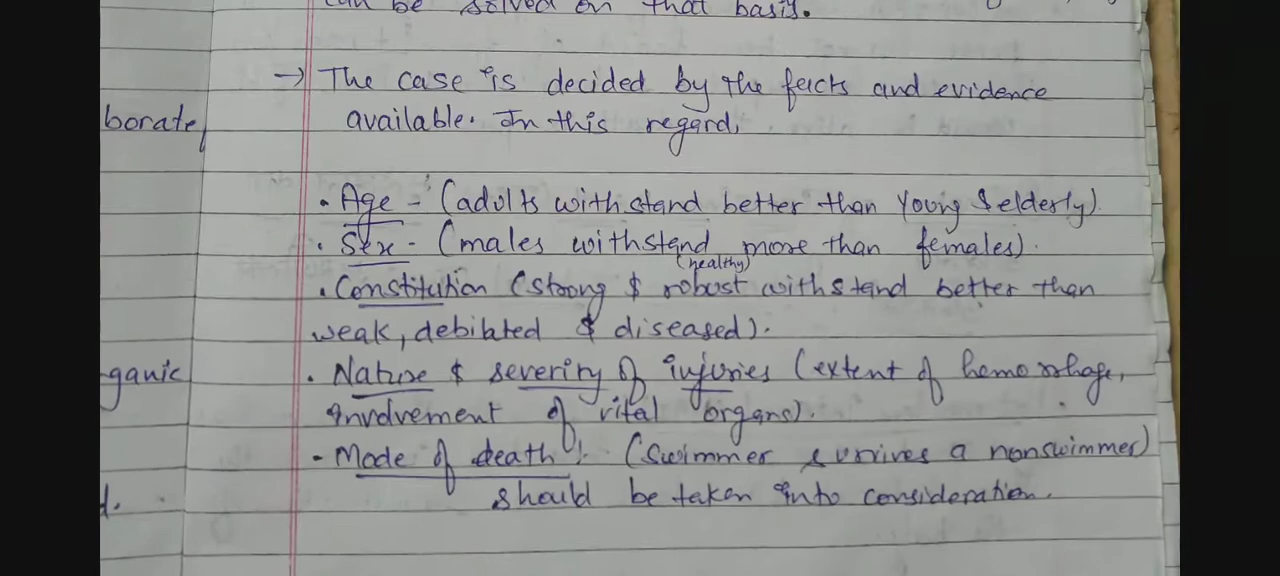 can be solved on that basis.
→ The case is decided by the facts and evidence
borate,
available. In this regard,
• Age - (adults withstand better than young & elderly).
• Sex - (males withstand more than females).
(healthy)
• Constitution (strong & robust withstand better than
weak, debilated & diseased).
ganic
• Nature & severity of injuries (extent of hemorrhage,
involvement of vital organs).
- Mode of death: (Swimmer survives a nonswimmer)
d.
should be taken into consideration.